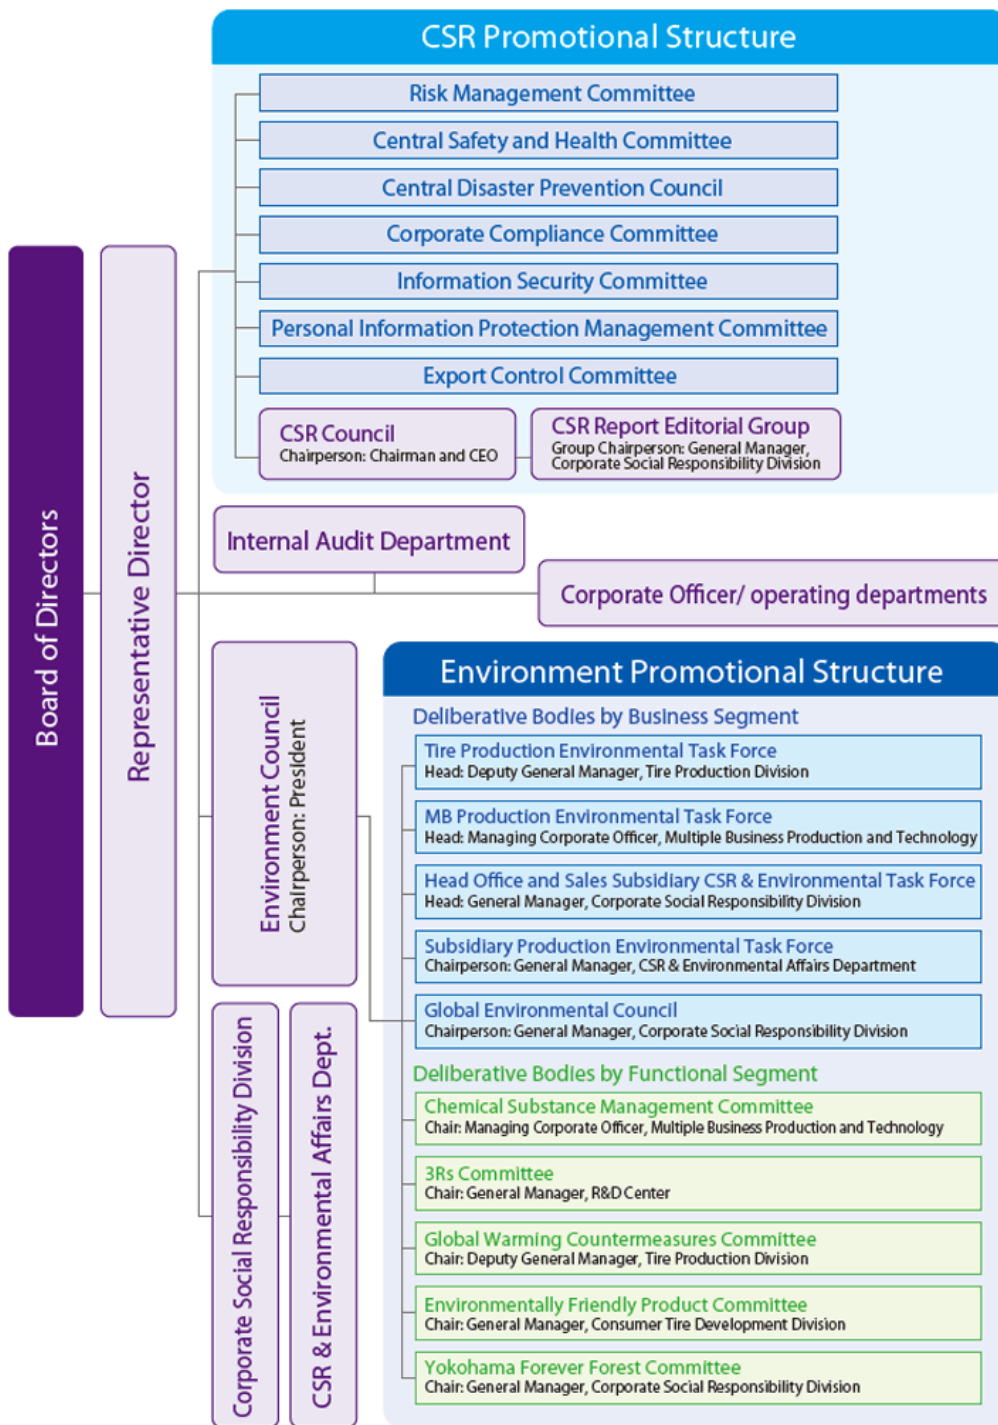 CSR Promotional Structure
Risk Management Committee
Central Safety and Health Committee
Central Disaster Prevention Council
Corporate Compliance Committee
Information Security Committee
Personal Information Protection Management Committee
Export Control Committee
CSR Council
Chairperson: Chairman and CEO
CSR Report Editorial Group
Group Chairperson: General Manager,
Corporate Social Responsibility Division
Board of Directors
Representative Director
Internal Audit Department
Corporate Officer/ operating departments
Environment Council
Chairperson: President
Environment Promotional Structure
Deliberative Bodies by Business Segment
Tire Production Environmental Task Force
Head: Deputy General Manager, Tire Production Division
MB Production Environmental Task Force
Head: Managing Corporate Officer, Multiple Business Production and Technology
Head Office and Sales Subsidiary CSR & Environmental Task Force
Head: General Manager, Corporate Social Responsibility Division
Subsidiary Production Environmental Task Force
Chairperson: General Manager, CSR & Environmental Affairs Department
Global Environmental Council
Chairperson: General Manager, Corporate Social Responsibility Division
Corporate Social Responsibility Division
CSR & Environmental Affairs Dept.
Deliberative Bodies by Functional Segment
Chemical Substance Management Committee
Chair: Managing Corporate Officer, Multiple Business Production and Technology
3Rs Committee
Chair: General Manager, R&D Center
Global Warming Countermeasures Committee
Chair: Deputy General Manager, Tire Production Division
Environmentally Friendly Product Committee
Chair: General Manager, Consumer Tire Development Division
Yokohama Forever Forest Committee
Chair: General Manager, Corporate Social Responsibility Division